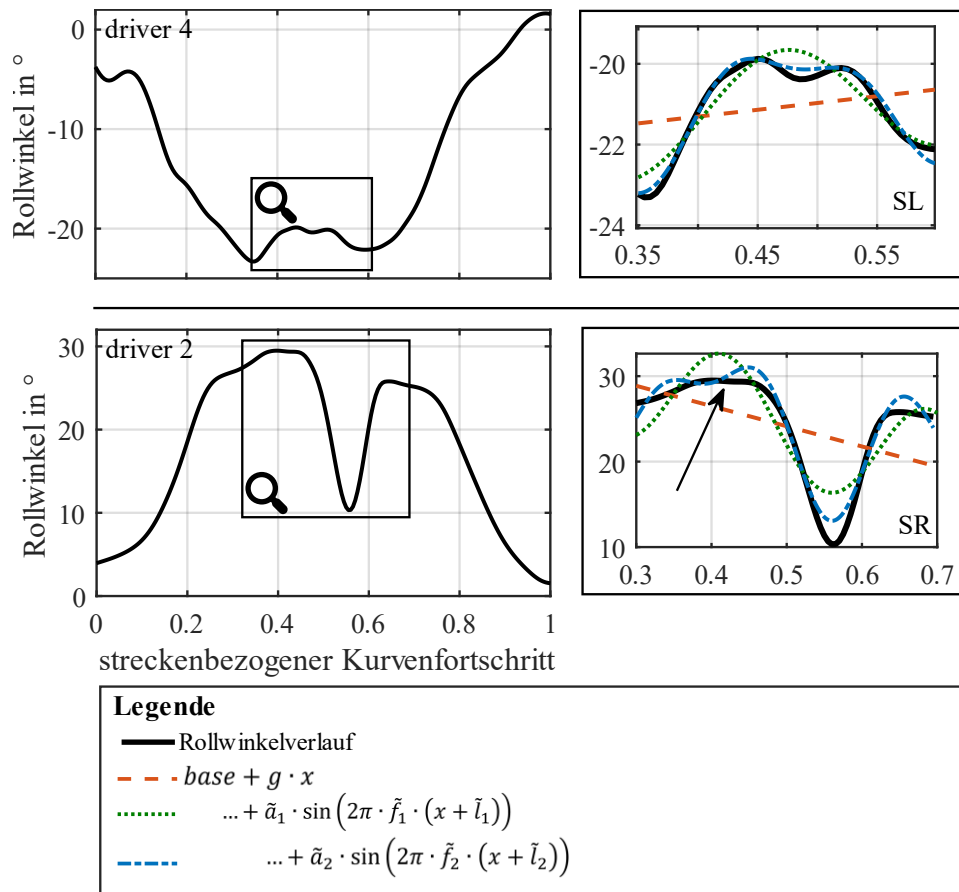 driver 4
Rollwinkel in °
0
-10
-20
-20
-22
-24
SL
0.35
0.45
0.55
driver 2
Rollwinkel in °
30
20
10
0
0
0.2
0.4
0.6
0.8
1
streckenbezogener Kurvenfortschritt
30
20
10
SR
0.3
0.4
0.5
0.6
0.7
Legende
Rollwinkelverlauf
base + g · x
... + ã₁ · sin (2π · f̃₁ · (x + l̃₁))
... + ã₂ · sin (2π · f̃₂ · (x + l̃₂))